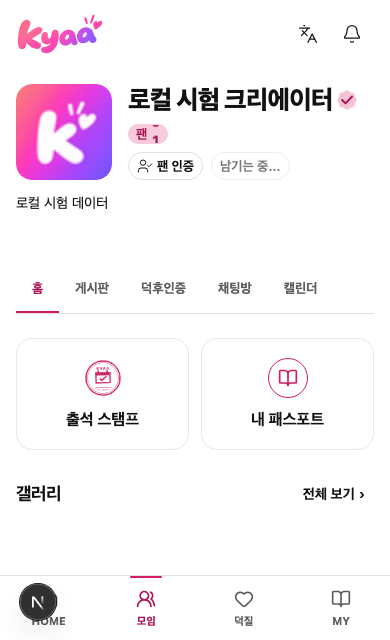 kyaa
로컬 시험 크리에이터
팬 1
팬 인증
남기는 중...
로컬 시험 데이터
홈 게시판 덕후인증 채팅방 캘린더
출석 스탬프 내 패스포트
갤러리 전체 보기 ›
N
HOME 모임 덕질 MY